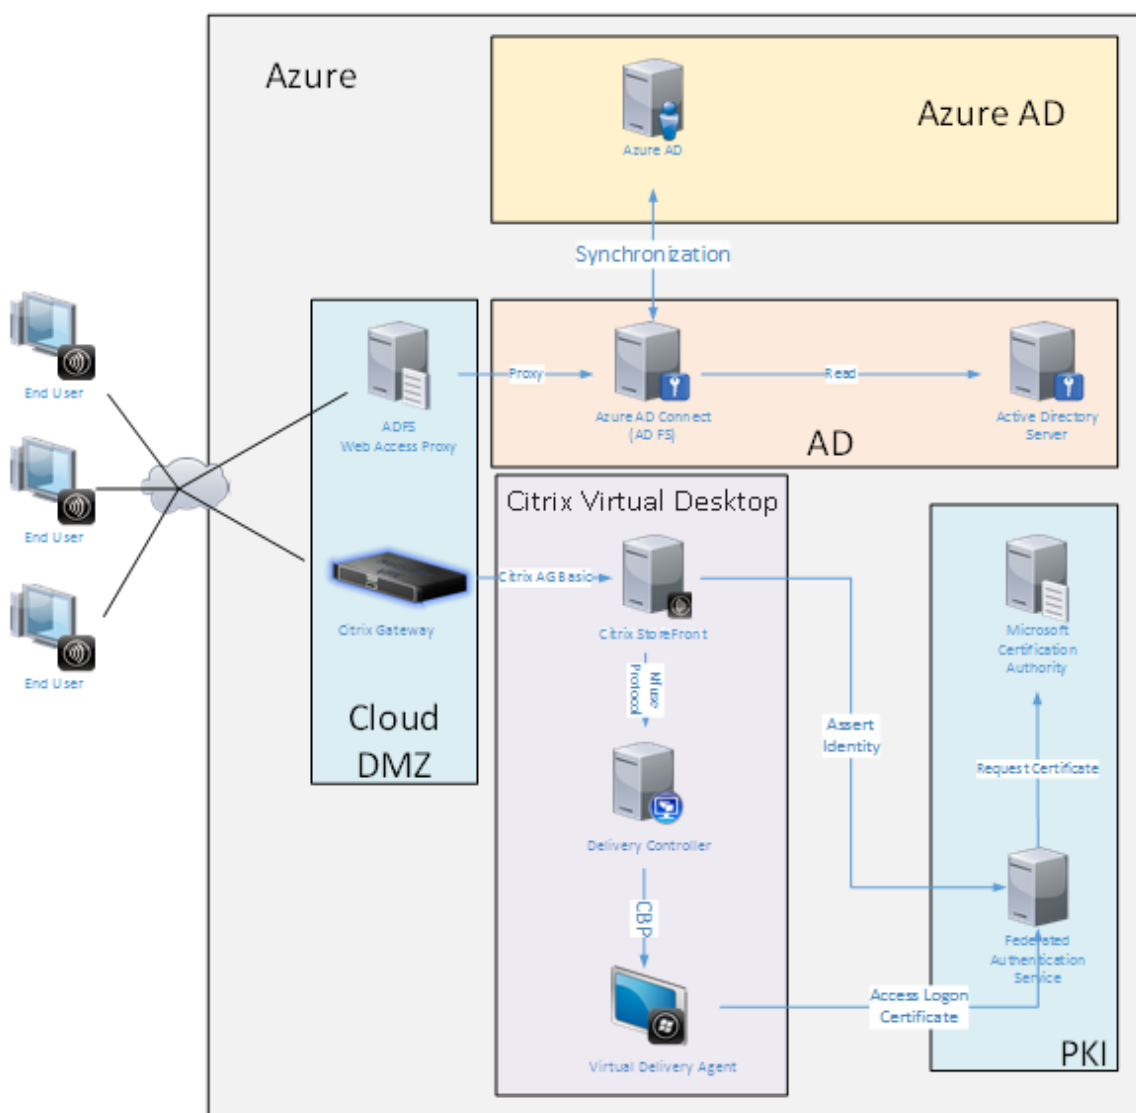 Azure
Azure AD
Azure AD
Synchronization
End User
ADFS
Web Access Proxy
Proxy
Azure AD Connect
(AD FS)
Read
Active Directory
Server
AD
End User
Citrix Virtual Desktop
Citrix Gateway
Citrix AG Basic
Citrix StoreFront
Microsoft
Certification
Authority
End User
Cloud
DMZ
Nfuse
Protocol
Assert
Identity
Request Certificate
Delivery Controller
CBP
Federated
Authentication
Service
Access Logon
Certificate
Virtual Delivery Agent
PKI